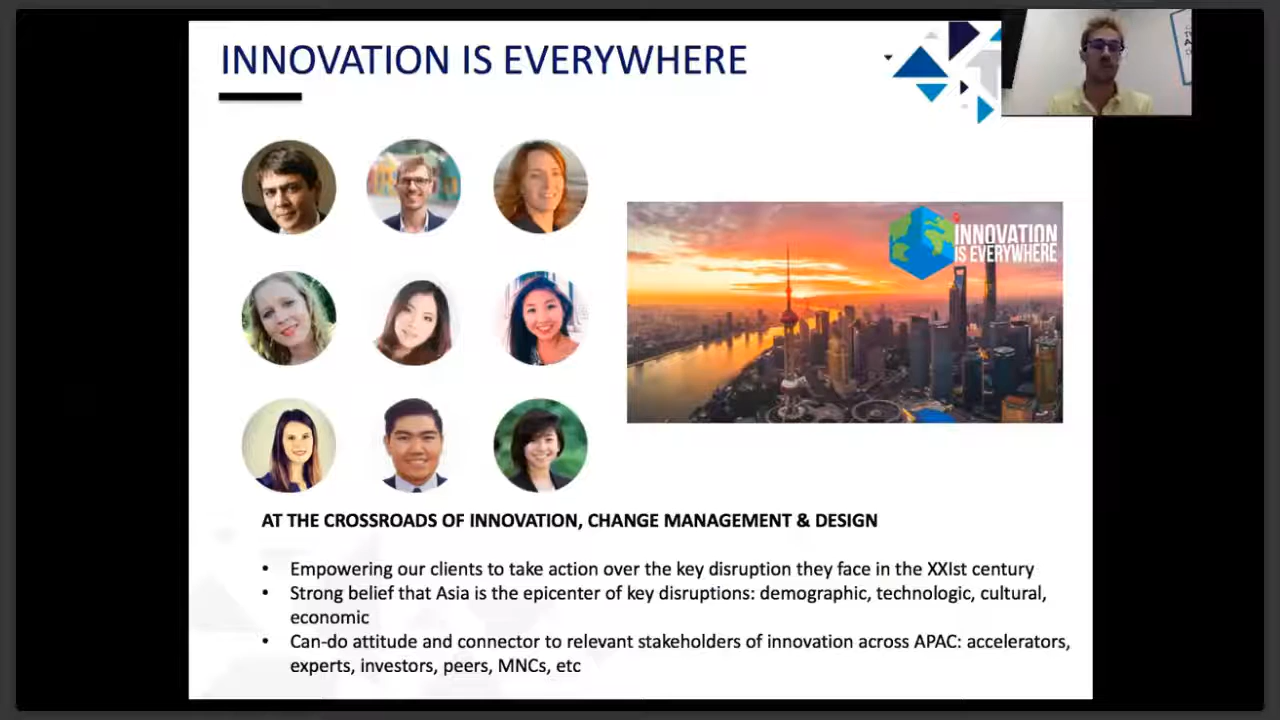 INNOVATION IS EVERYWHERE
INNOVATION
IS EVERYWHERE
AT THE CROSSROADS OF INNOVATION, CHANGE MANAGEMENT & DESIGN
• Empowering our clients to take action over the key disruption they face in the XXIst century
• Strong belief that Asia is the epicenter of key disruptions: demographic, technologic, cultural,
economic
• Can-do attitude and connector to relevant stakeholders of innovation across APAC: accelerators,
experts, investors, peers, MNCs, etc